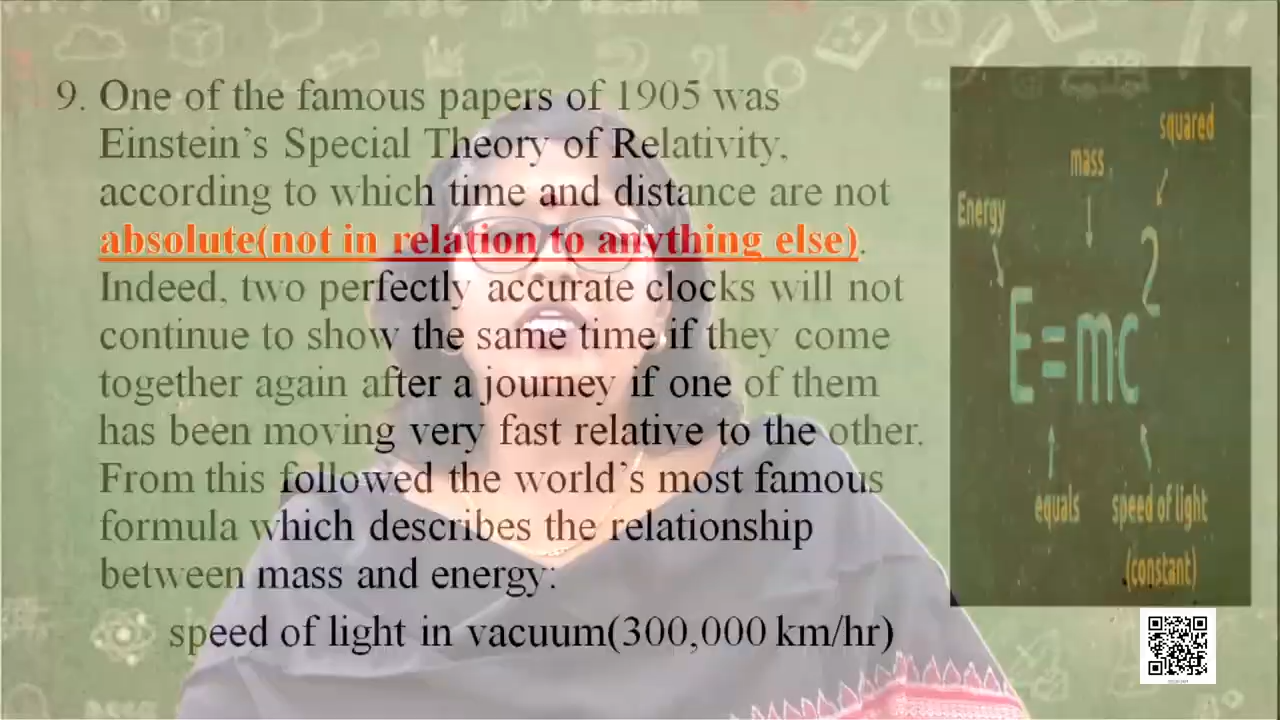 9. One of the famous papers of 1905 was
Einstein's Special Theory of Relativity,
according to which time and distance are not
absolute(not in relation to anything else).
Indeed, two perfectly accurate clocks will not
continue to show the same time if they come
together again after a journey if one of them
has been moving very fast relative to the other.
From this followed the world's most famous
formula which describes the relationship
between mass and energy:
speed of light in vacuum(300,000 km/hr)
squared
mass
Energy
E=mc2
equals
speed of light
(constant)